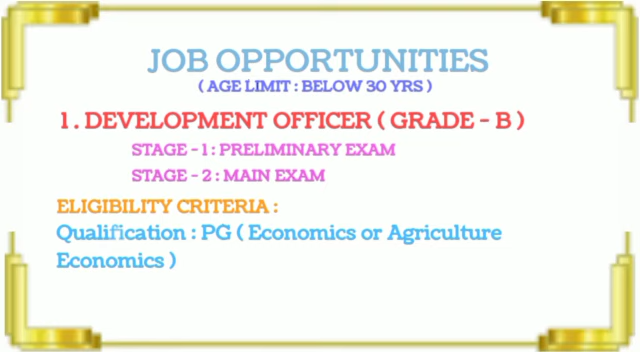 JOB OPPORTUNITIES
( AGE LIMIT : BELOW 30 YRS )
1 . DEVELOPMENT OFFICER ( GRADE - B )
STAGE - 1 : PRELIMINARY EXAM
STAGE - 2 : MAIN EXAM
ELIGIBILITY CRITERIA :
Qualification : PG ( Economics or Agriculture
Economics )